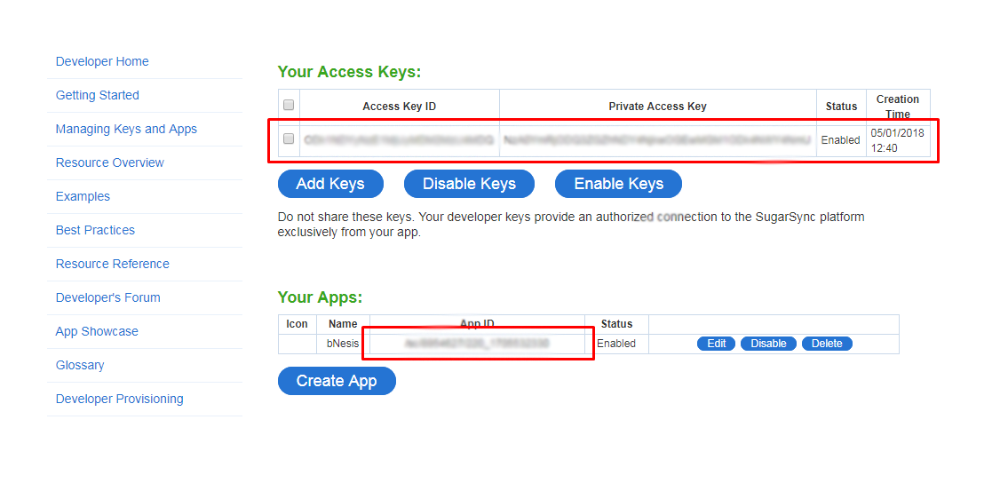 Developer Home
Getting Started
Managing Keys and Apps
Resource Overview
Examples
Best Practices
Resource Reference
Developer's Forum
App Showcase
Glossary
Developer Provisioning
Your Access Keys:
Access Key ID Private Access Key Status Creation Time
Enabled 05/01/2018 12:40
Add Keys Disable Keys Enable Keys
Do not share these keys. Your developer keys provide an authorized connection to the SugarSync platform
exclusively from your app.
Your Apps:
Icon Name App ID Status
bNesis Enabled Edit Disable Delete
Create App